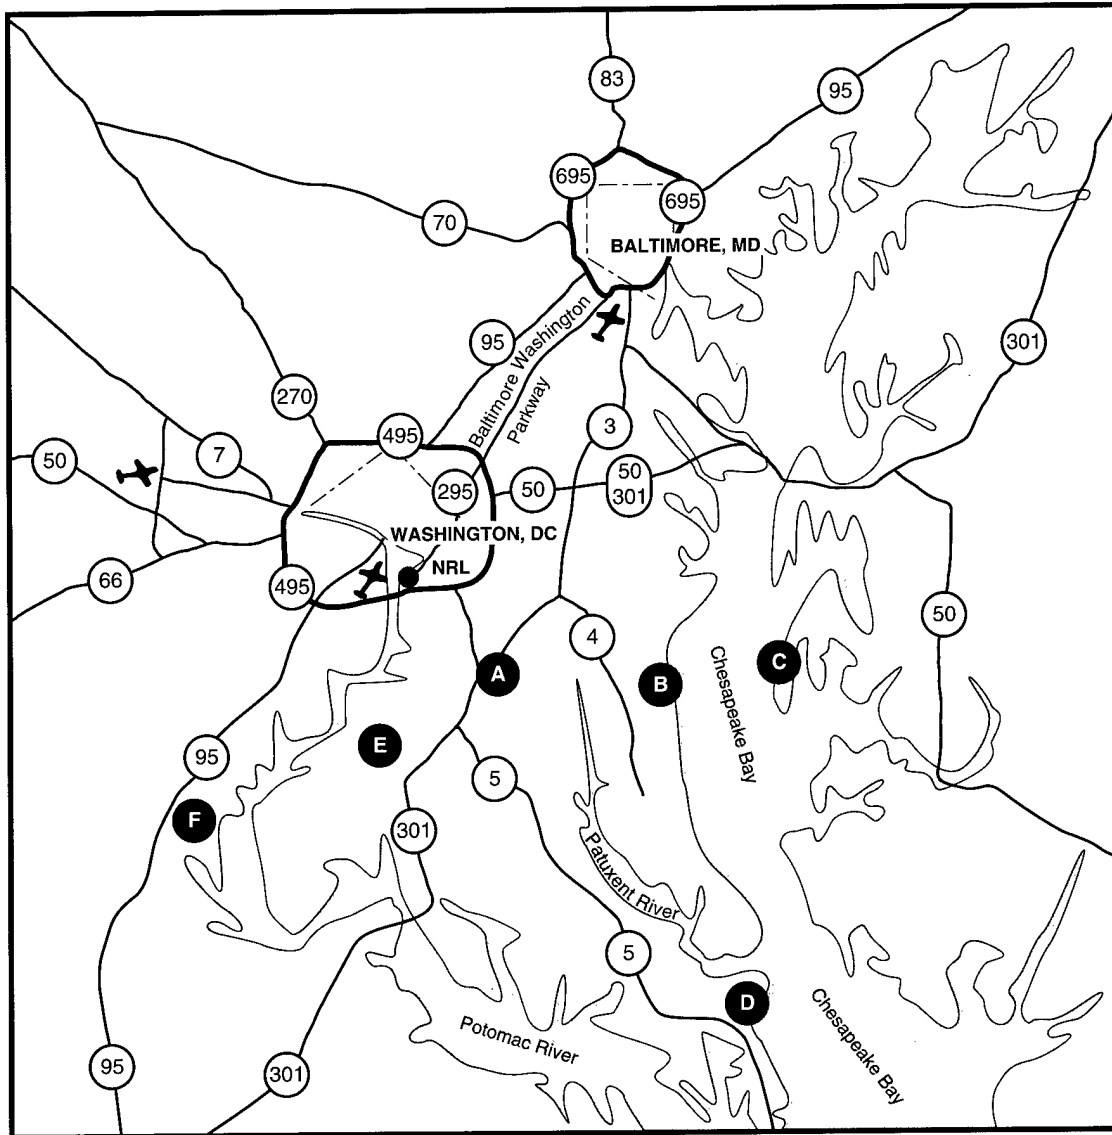 83
95
695
695
70
BALTIMORE, MD
95
Baltimore Washington
Parkway
301
270
495
3
7
50
295
50
50
301
WASHINGTON, DC
NRL
66
495
50
4
A
B
C
Chesapeake Bay
E
95
5
F
301
Patuxent River
5
D
Potomac River
Chesapeake Bay
95
301